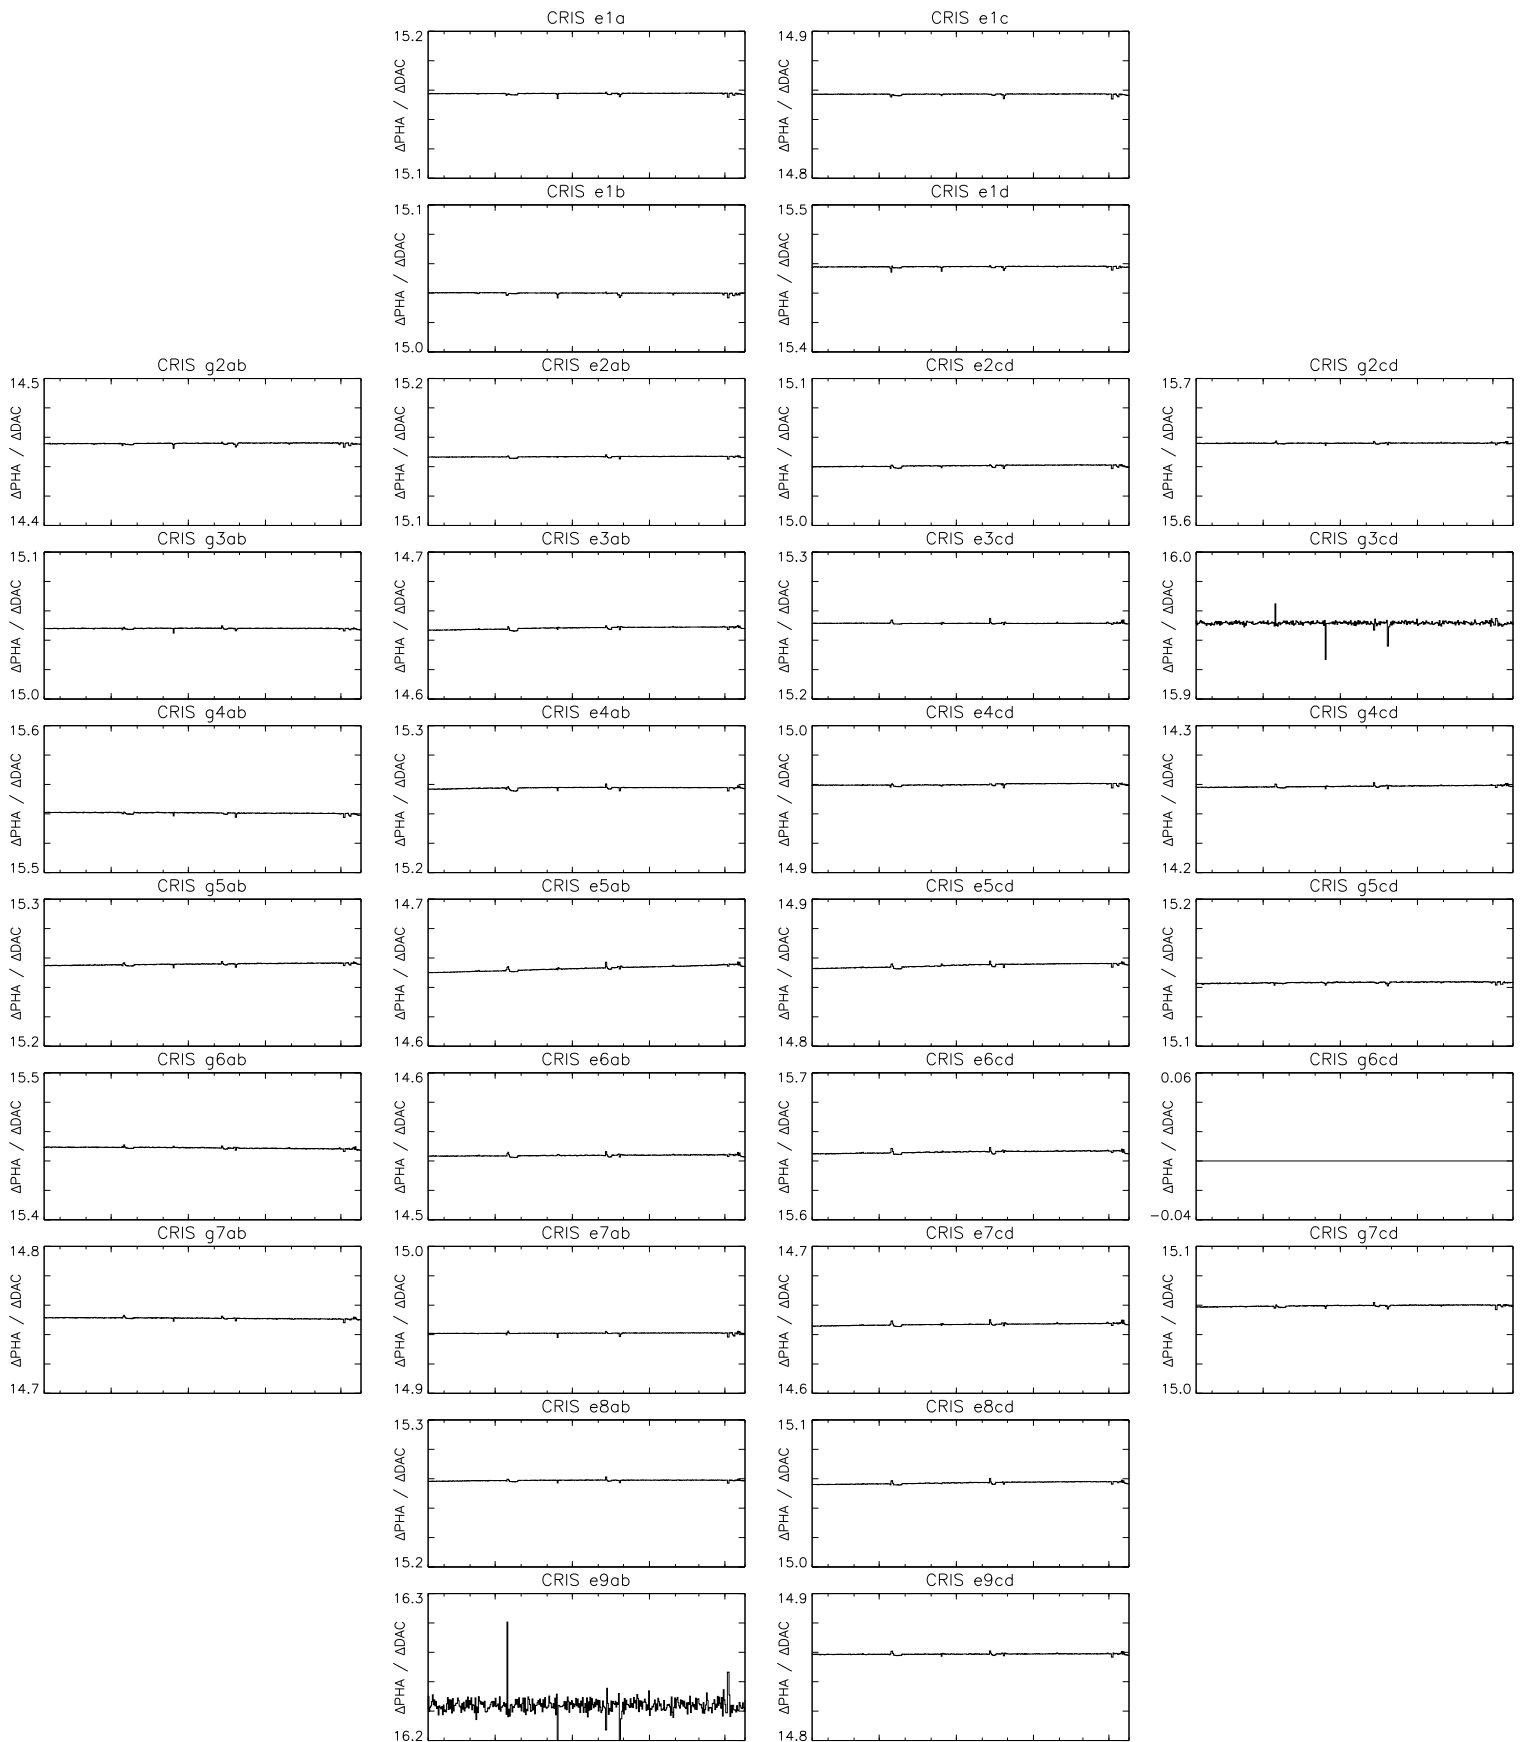 CRIS e1a
15.2
ΔPHA / ΔDAC
15.1
CRIS e1c
14.9
ΔPHA / ΔDAC
14.8
CRIS e1b
15.1
ΔPHA / ΔDAC
15.0
CRIS e1d
15.5
ΔPHA / ΔDAC
15.4
CRIS g2ab
14.5
ΔPHA / ΔDAC
14.4
CRIS e2ab
15.2
ΔPHA / ΔDAC
15.1
CRIS e2cd
15.1
ΔPHA / ΔDAC
15.0
CRIS g2cd
15.7
ΔPHA / ΔDAC
15.6
CRIS g3ab
15.1
ΔPHA / ΔDAC
15.0
CRIS e3ab
14.7
ΔPHA / ΔDAC
14.6
CRIS e3cd
15.3
ΔPHA / ΔDAC
15.2
CRIS g3cd
16.0
ΔPHA / ΔDAC
15.9
CRIS g4ab
15.6
ΔPHA / ΔDAC
15.5
CRIS e4ab
15.3
ΔPHA / ΔDAC
15.2
CRIS e4cd
15.0
ΔPHA / ΔDAC
14.9
CRIS g4cd
14.3
ΔPHA / ΔDAC
14.2
CRIS g5ab
15.3
ΔPHA / ΔDAC
15.2
CRIS e5ab
14.7
ΔPHA / ΔDAC
14.6
CRIS e5cd
14.9
ΔPHA / ΔDAC
14.8
CRIS g5cd
15.2
ΔPHA / ΔDAC
15.1
CRIS g6ab
15.5
ΔPHA / ΔDAC
15.4
CRIS e6ab
14.6
ΔPHA / ΔDAC
14.5
CRIS e6cd
15.7
ΔPHA / ΔDAC
15.6
CRIS g6cd
0.06
ΔPHA / ΔDAC
−0.04
CRIS g7ab
14.8
ΔPHA / ΔDAC
14.7
CRIS e7ab
15.0
ΔPHA / ΔDAC
14.9
CRIS e7cd
14.7
ΔPHA / ΔDAC
14.6
CRIS g7cd
15.1
ΔPHA / ΔDAC
15.0
CRIS e8ab
15.3
ΔPHA / ΔDAC
15.2
CRIS e8cd
15.1
ΔPHA / ΔDAC
15.0
CRIS e9ab
16.3
ΔPHA / ΔDAC
16.2
CRIS e9cd
14.9
ΔPHA / ΔDAC
14.8